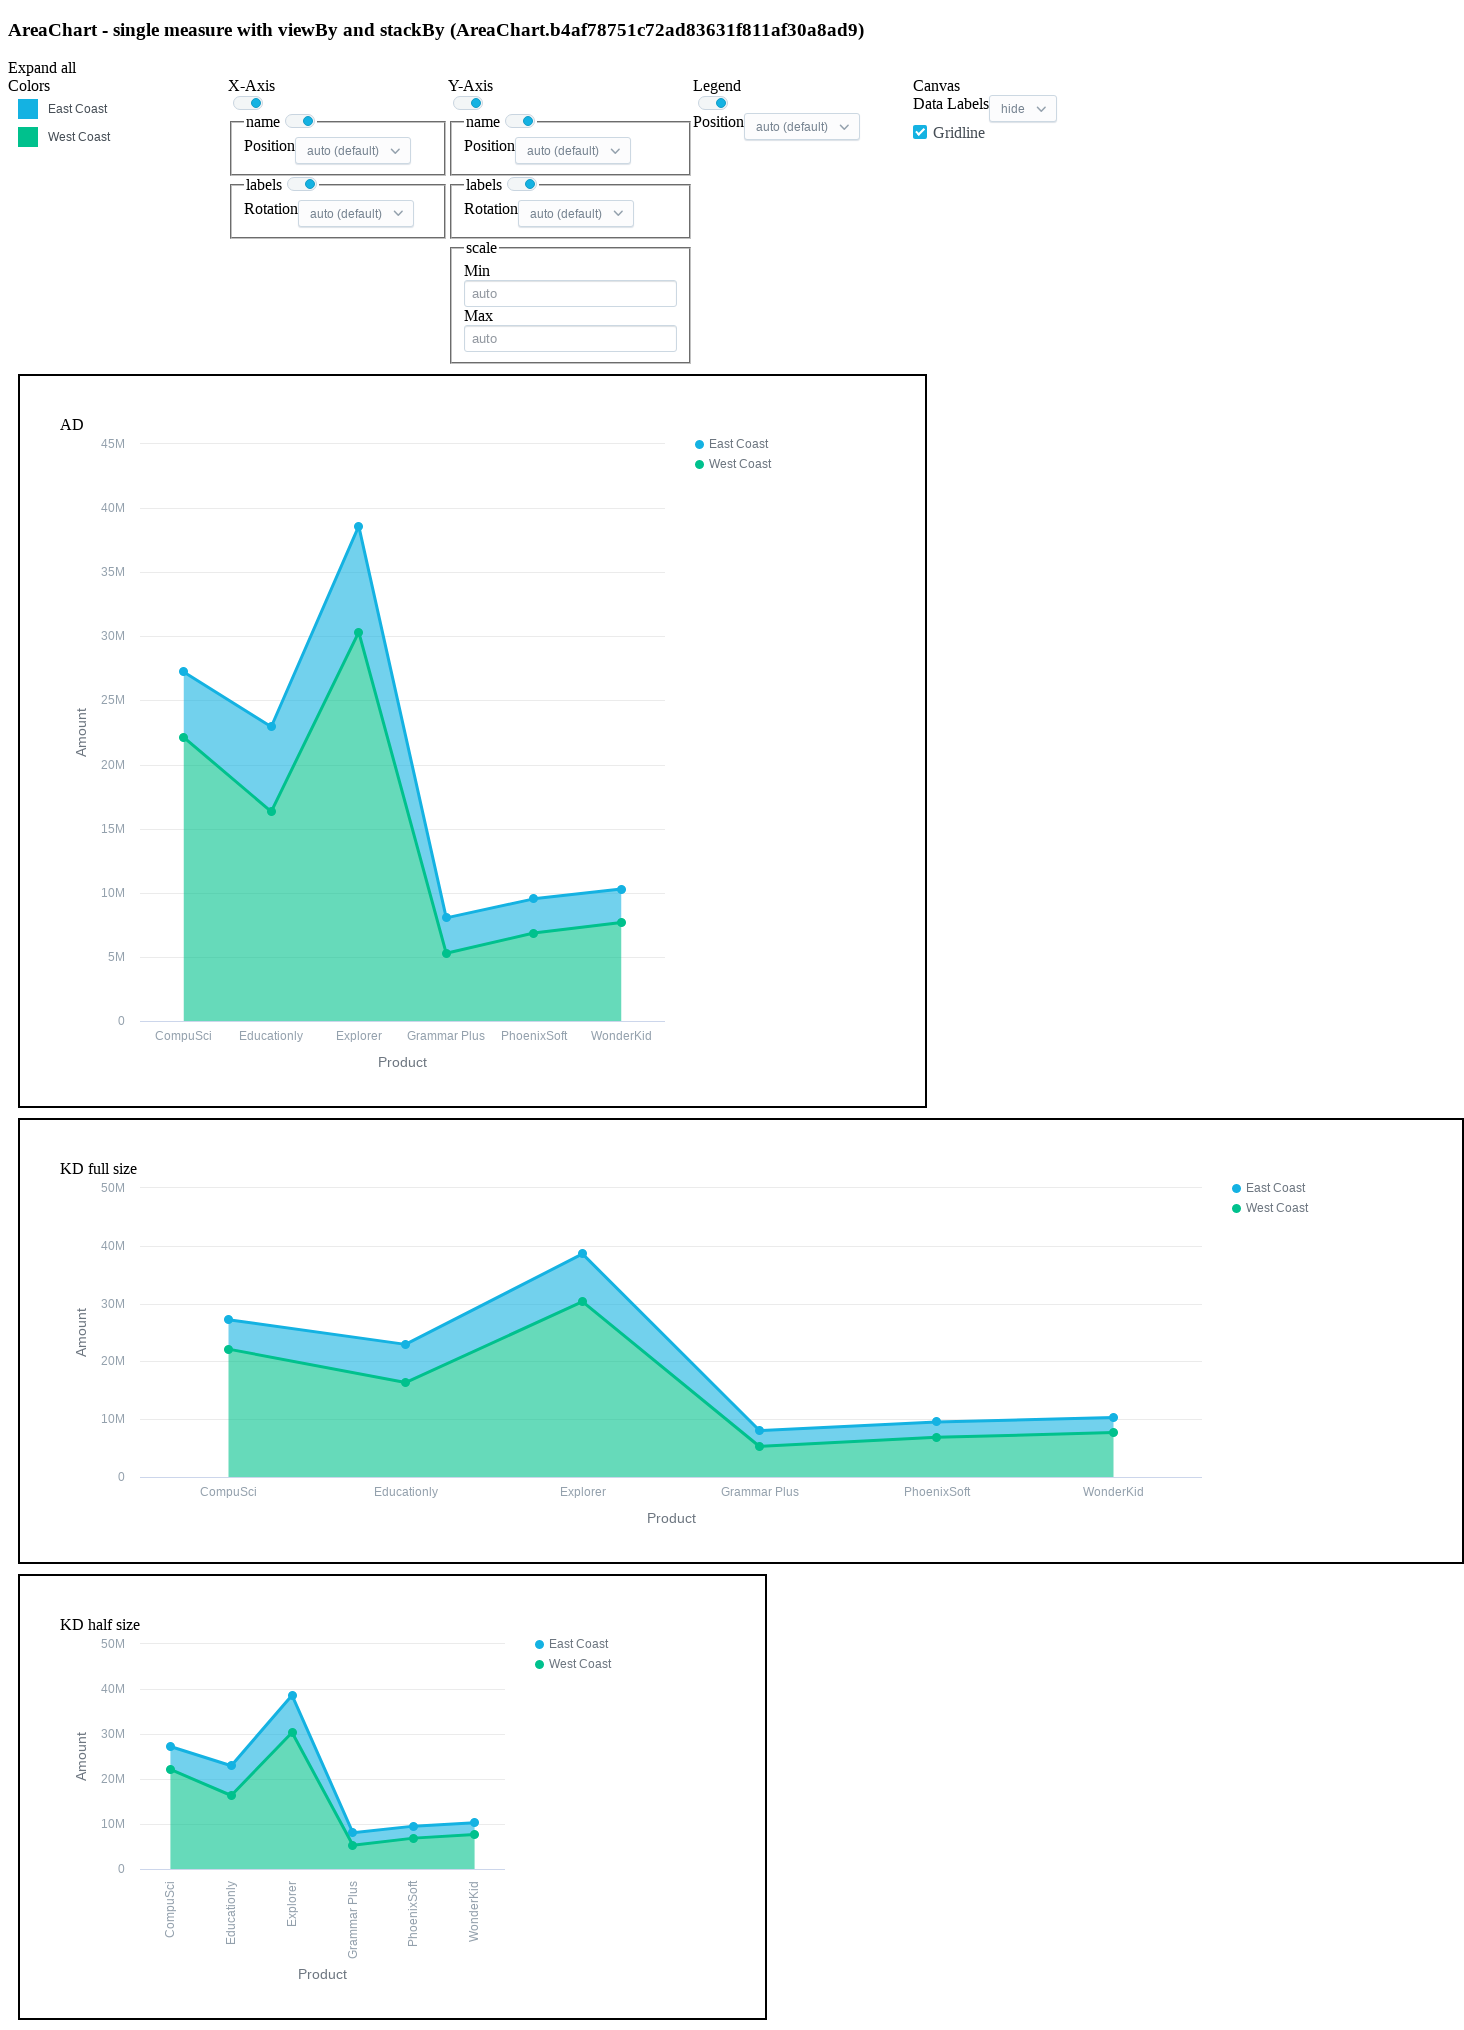 AreaChart - single measure with viewBy and stackBy (AreaChart.b4af78751c72ad83631f811af30a8ad9)
Expand all
Colors
East Coast
West Coast
X-Axis
name
Position auto (default)
labels
Rotation auto (default)
Y-Axis
name
Position auto (default)
labels
Rotation auto (default)
scale
Min
auto
Max
auto
Legend
Position auto (default)
Canvas
Data Labels hide
Gridline
AD
45M
40M
35M
30M
25M
20M
15M
10M
5M
0
Amount
CompuSci Educationly Explorer Grammar Plus PhoenixSoft WonderKid
Product
East Coast
West Coast
KD full size
50M
40M
30M
20M
10M
0
Amount
CompuSci Educationly Explorer Grammar Plus PhoenixSoft WonderKid
Product
East Coast
West Coast
KD half size
50M
40M
30M
20M
10M
0
Amount
CompuSci
Educationly
Explorer
Grammar Plus
PhoenixSoft
WonderKid
Product
East Coast
West Coast